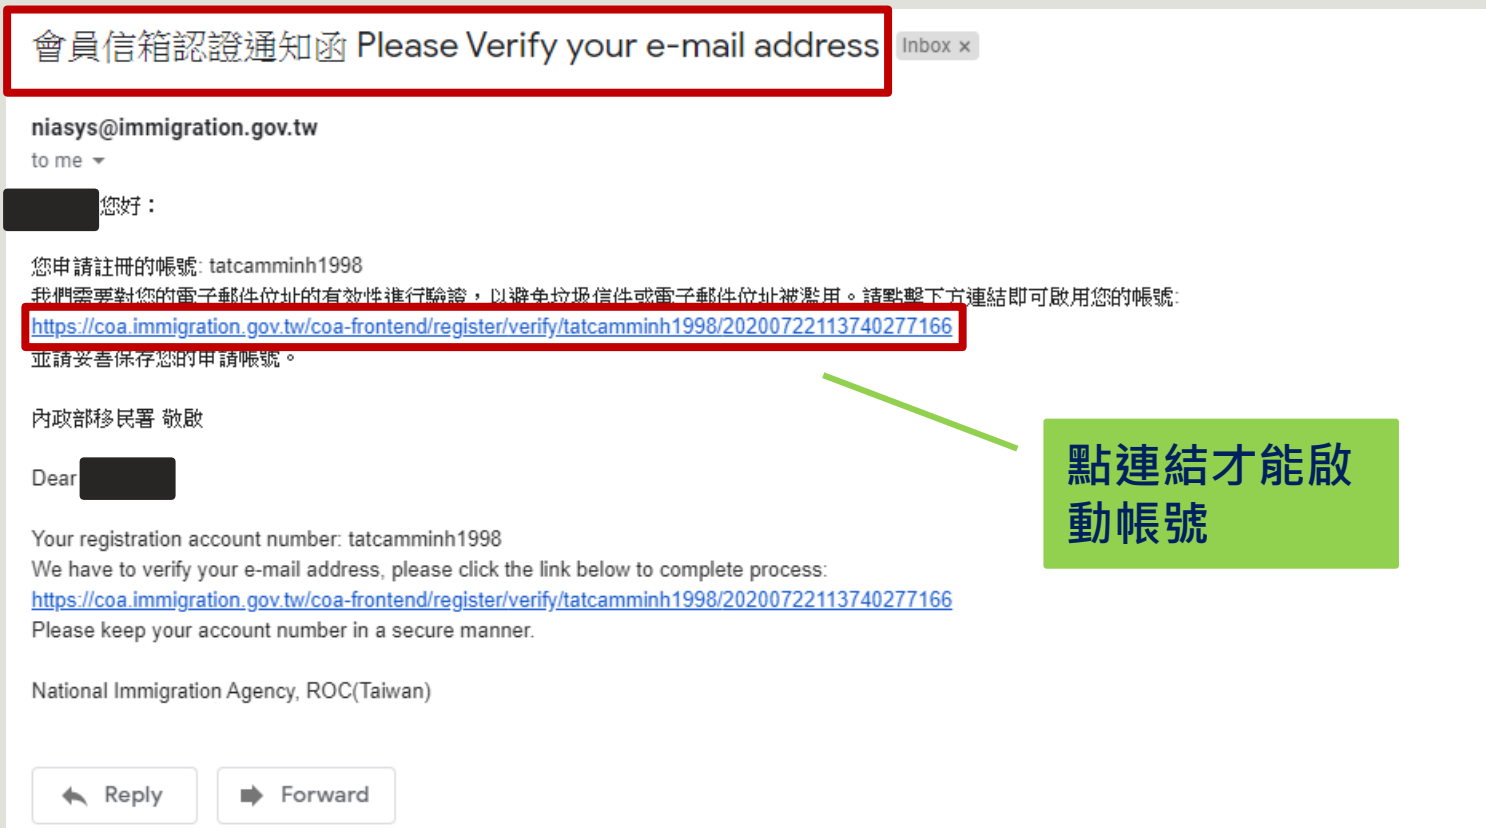 會員信箱認證通知函 Please Verify your e-mail address
Inbox x
niasys@immigration.gov.tw
to me
您好：
您申請註冊的帳號: tatcamminh1998
我們需要對您的電子郵件位址的有效性進行驗證，以避免垃圾信件或電子郵件位址被濫用。請點擊下方連結即可啟用您的帳號:
https://coa.immigration.gov.tw/coa-frontend/register/verify/tatcamminh1998/20200722113740277166
並請妥善保存您的申請帳號。
點連結才能啟
動帳號
內政部移民署 敬啟
Dear
Your registration account number: tatcamminh1998
We have to verify your e-mail address, please click the link below to complete process:
https://coa.immigration.gov.tw/coa-frontend/register/verify/tatcamminh1998/20200722113740277166
Please keep your account number in a secure manner.
National Immigration Agency, ROC(Taiwan)
Reply
Forward